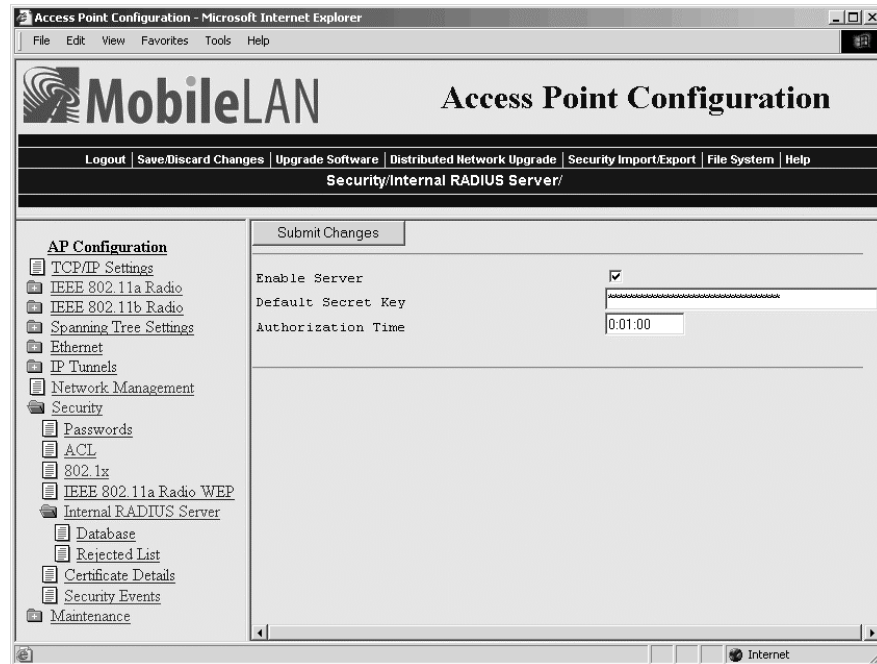 Access Point Configuration - Microsoft Internet Explorer
File Edit View Favorites Tools Help
MobileLAN
Access Point Configuration
Logout | Save/Discard Changes | Upgrade Software | Distributed Network Upgrade | Security Import/Export | File System | Help
Security/Internal RADIUS Server/
AP Configuration
TCP/IP Settings
IEEE 802.11a Radio
IEEE 802.11b Radio
Spanning Tree Settings
Ethernet
IP Tunnels
Network Management
Security
Passwords
ACL
802.1x
IEEE 802.11a Radio WEP
Internal RADIUS Server
Database
Rejected List
Certificate Details
Security Events
Maintenance
Submit Changes
Enable Server
Default Secret Key
Authorization Time 0:01:00
Internet